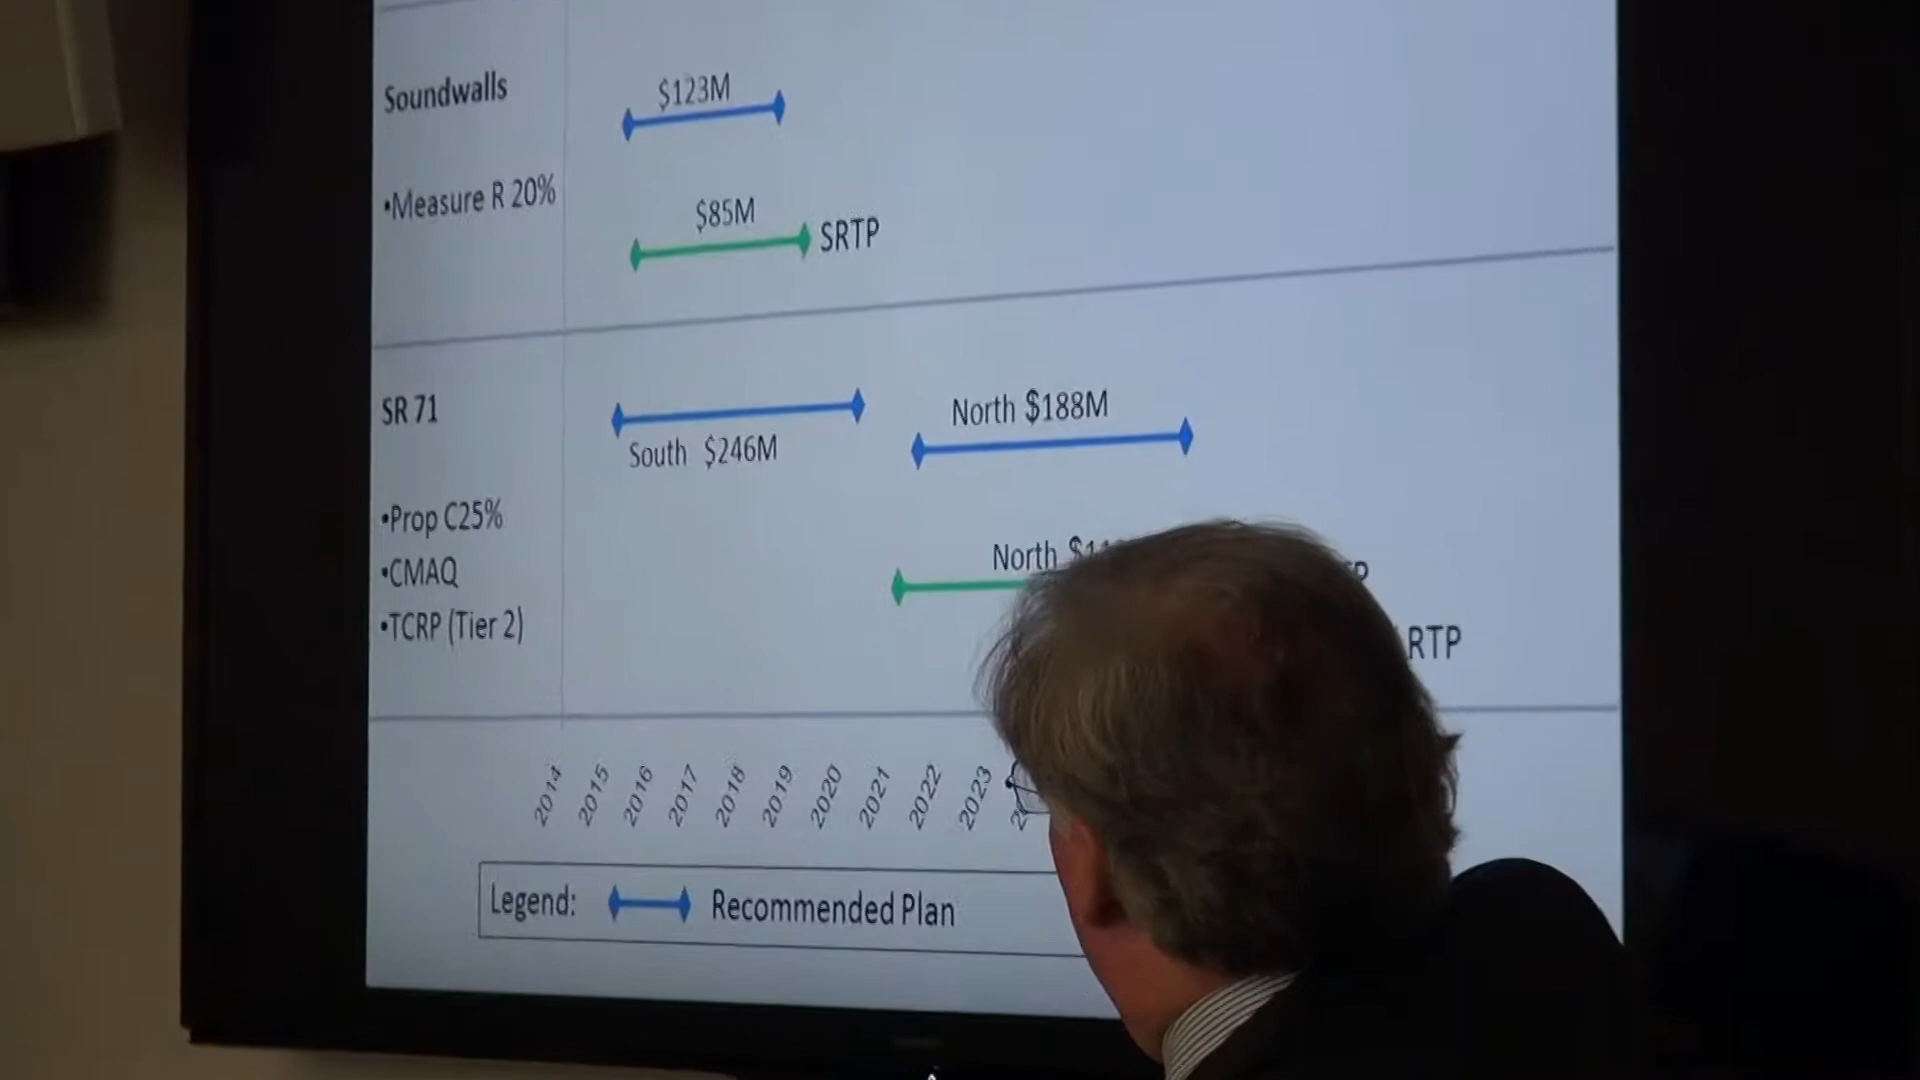 Soundwalls
$123M
•Measure R 20%
$85M
SRTP
SR 71
South $246M
North $188M
•Prop C25%
•CMAQ
•TCRP (Tier 2)
North
RTP
2014 2015 2016 2017 2018 2019 2020 2021 2022 2023
Legend: Recommended Plan